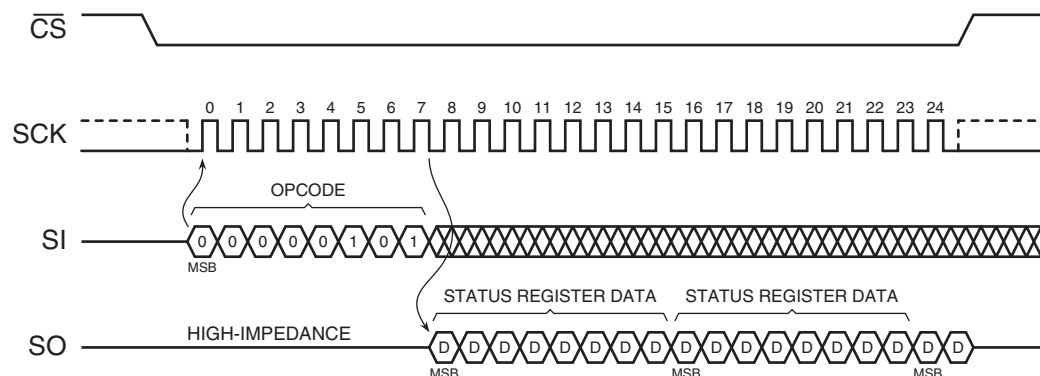 CS
0 1 2 3 4 5 6 7 8 9 10 11 12 13 14 15 16 17 18 19 20 21 22 23 24
SCK
OPCODE
SI
0 0 0 0 0 1 0 1
MSB
STATUS REGISTER DATA STATUS REGISTER DATA
HIGH-IMPEDANCE
SO
D D D D D D D D D D D D D D D D D D
MSB MSB MSB